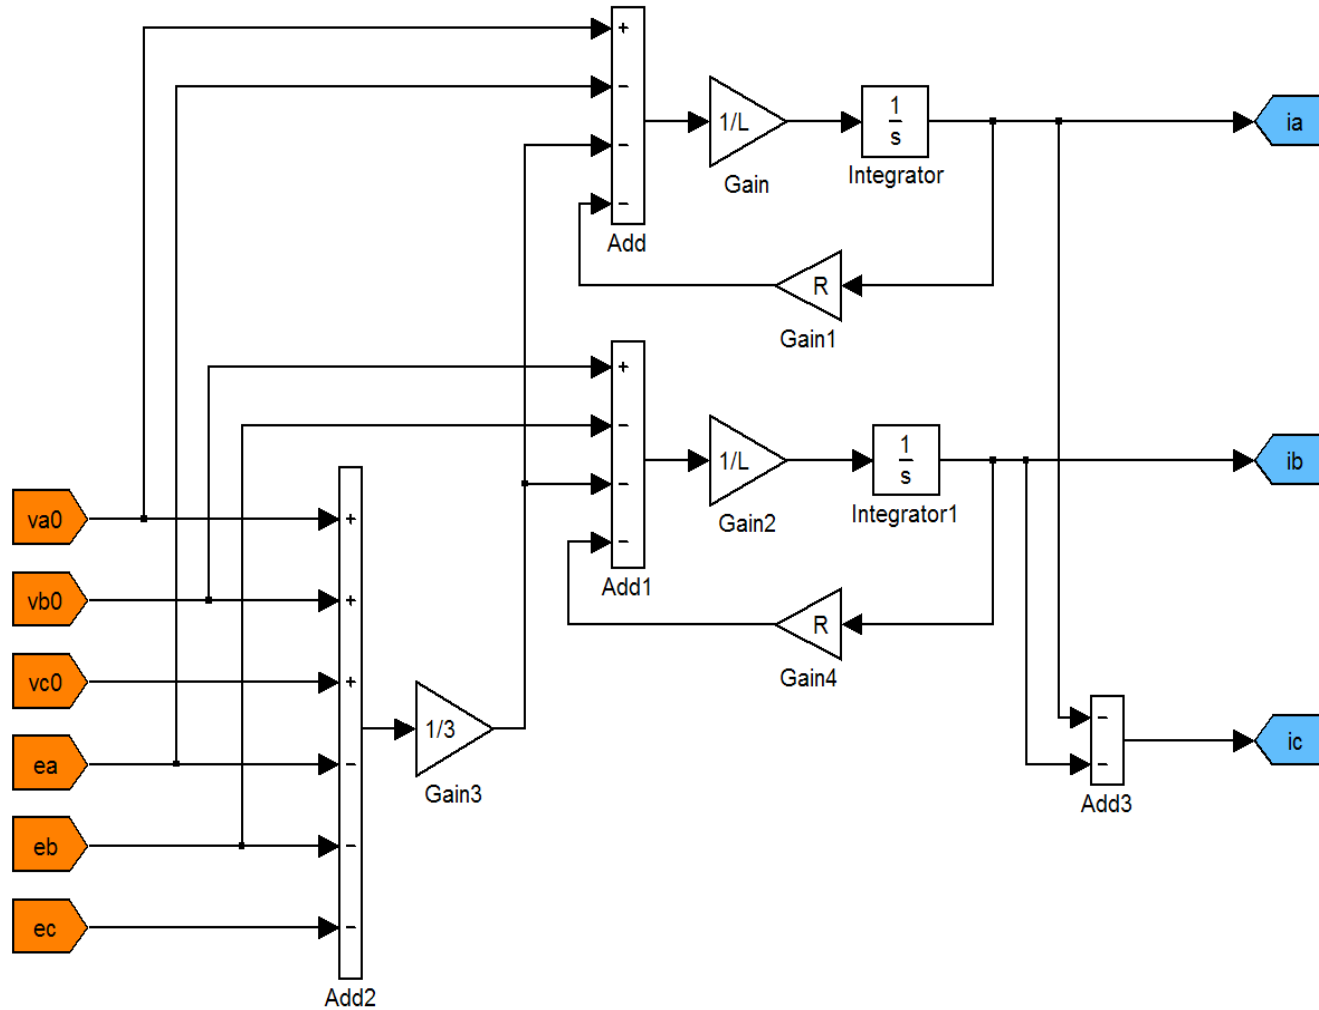 +
-
-
-
Add
1/L
Gain
1
s
Integrator
ia
R
Gain1
+
-
-
-
Add1
1/L
Gain2
1
s
Integrator1
ib
R
Gain4
va0
vb0
vc0
ea
eb
ec
+
+
+
-
-
-
Add2
1/3
Gain3
-
-
Add3
ic